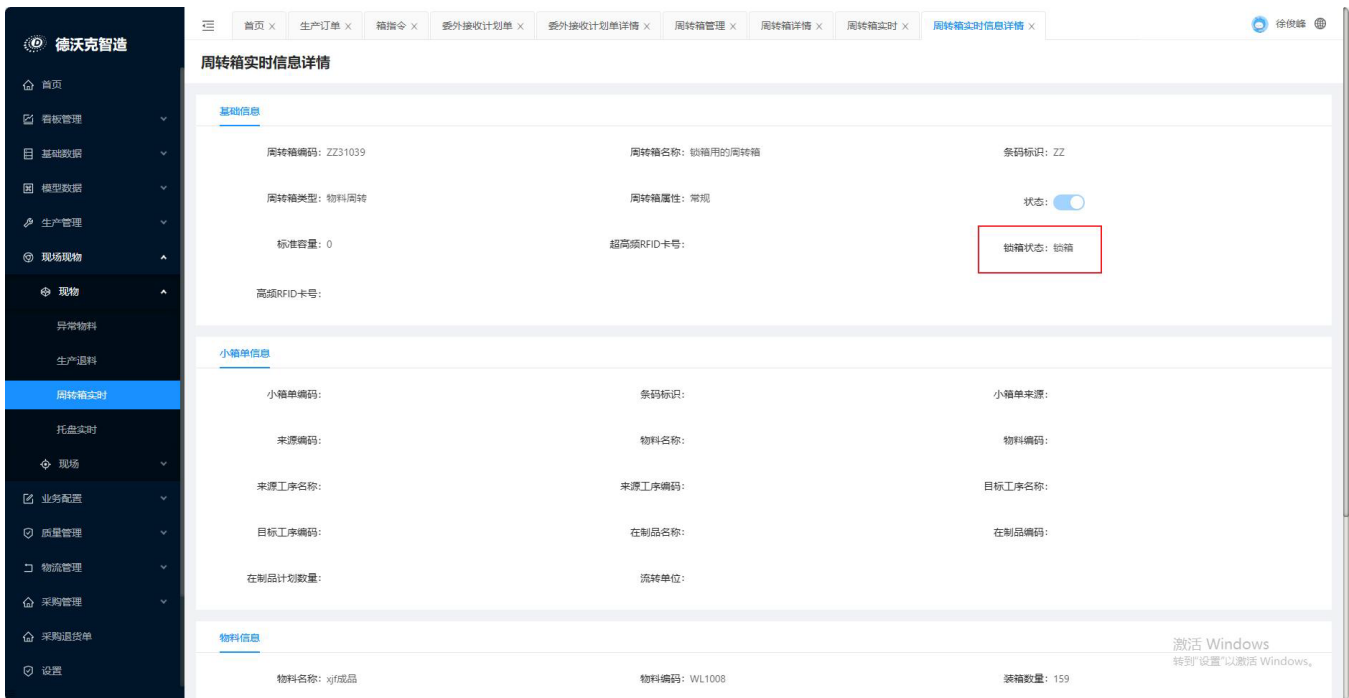 德沃克智造
首页 × 生产订单 × 箱指令 × 委外接收计划单 × 委外接收计划单详情 × 周转箱管理 × 周转箱详情 × 周转箱实时 × 周转箱实时信息详情 × 徐俊峰
周转箱实时信息详情
首页
看板管理
基础数据
模型数据
生产管理
现场现物
现物
异常物料
生产退料
周转箱实时
托盘实时
现场
业务配置
质量管理
物流管理
采购管理
采购退货单
设置
基础信息
周转箱编码: ZZ31039 周转箱名称: 锁箱用的周转箱 条码标识: ZZ
周转箱类型: 物料周转 周转箱属性: 常规 状态:
标准容量: 0 超高频RFID卡号: 锁箱状态: 锁箱
高频RFID卡号:
小箱单信息
小箱单编码: 条码标识: 小箱单来源:
来源编码: 物料名称: 物料编码:
来源工序名称: 来源工序编码: 目标工序名称:
目标工序编码: 在制品名称: 在制品编码:
在制品计划数量: 流转单位:
物料信息
物料名称: xjf成品 物料编码: WL1008 装箱数量: 159
激活 Windows
转到"设置"以激活 Windows。